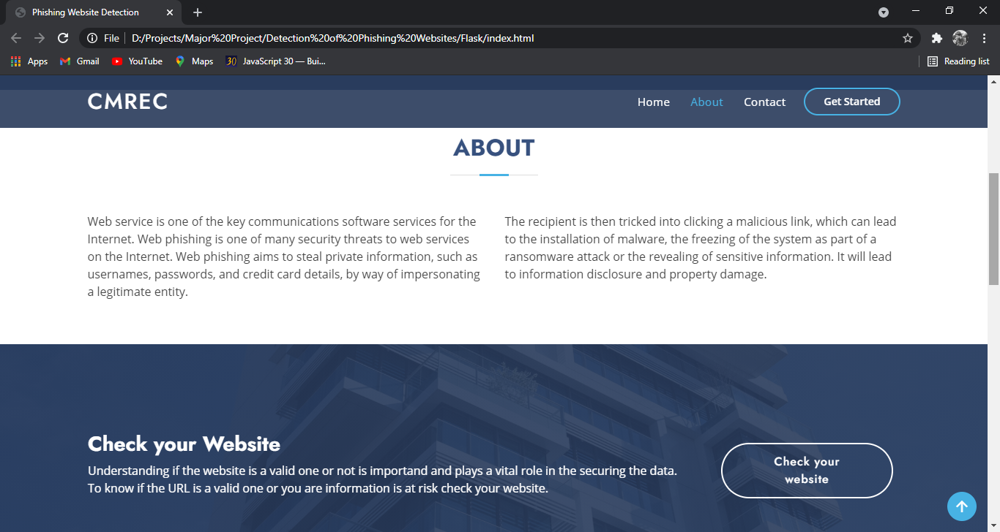 Phishing Website Detection
File
D:/Projects/Major%20Project/Detection%20of%20Phishing%20Websites/Flask/index.html
Apps
Gmail
YouTube
Maps
30
JavaScript 30 — Bui...
Reading list
CMREC
Home
About
Contact
Get Started
ABOUT
Web service is one of the key communications software services for the
Internet. Web phishing is one of many security threats to web services
on the Internet. Web phishing aims to steal private information, such as
usernames, passwords, and credit card details, by way of impersonating
a legitimate entity.
The recipient is then tricked into clicking a malicious link, which can lead
to the installation of malware, the freezing of the system as part of a
ransomware attack or the revealing of sensitive information. It will lead
to information disclosure and property damage.
Check your Website
Understanding if the website is a valid one or not is importand and plays a vital role in the securing the data.
To know if the URL is a valid one or you are information is at risk check your website.
Check your
website